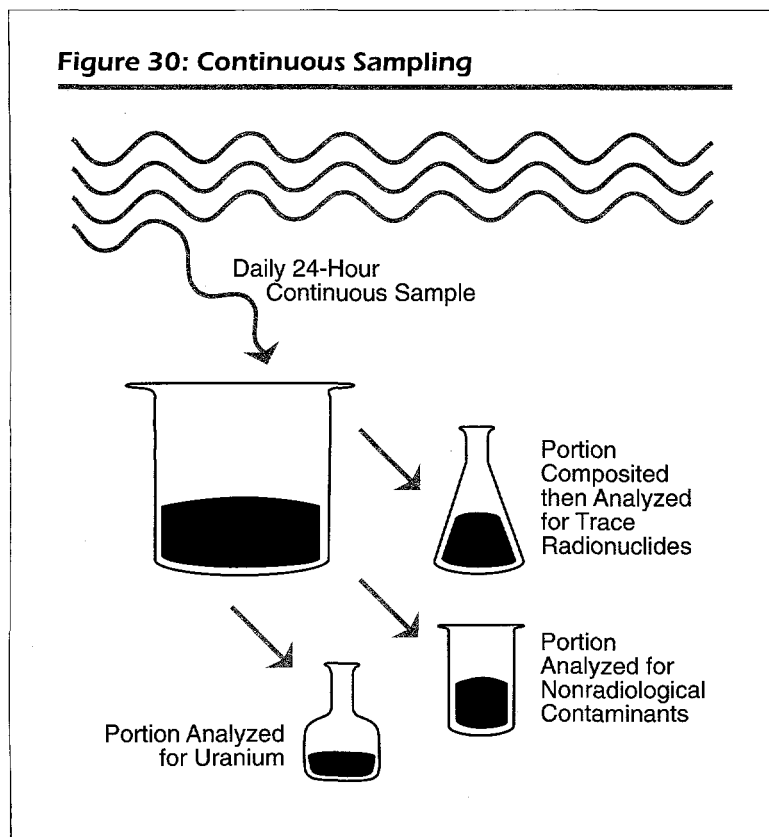 Figure 30: Continuous Sampling
Daily 24-Hour
Continuous Sample
Portion
Composited
then Analyzed
for Trace
Radionuclides
Portion
Analyzed for
Nonradiological
Contaminants
Portion Analyzed
for Uranium